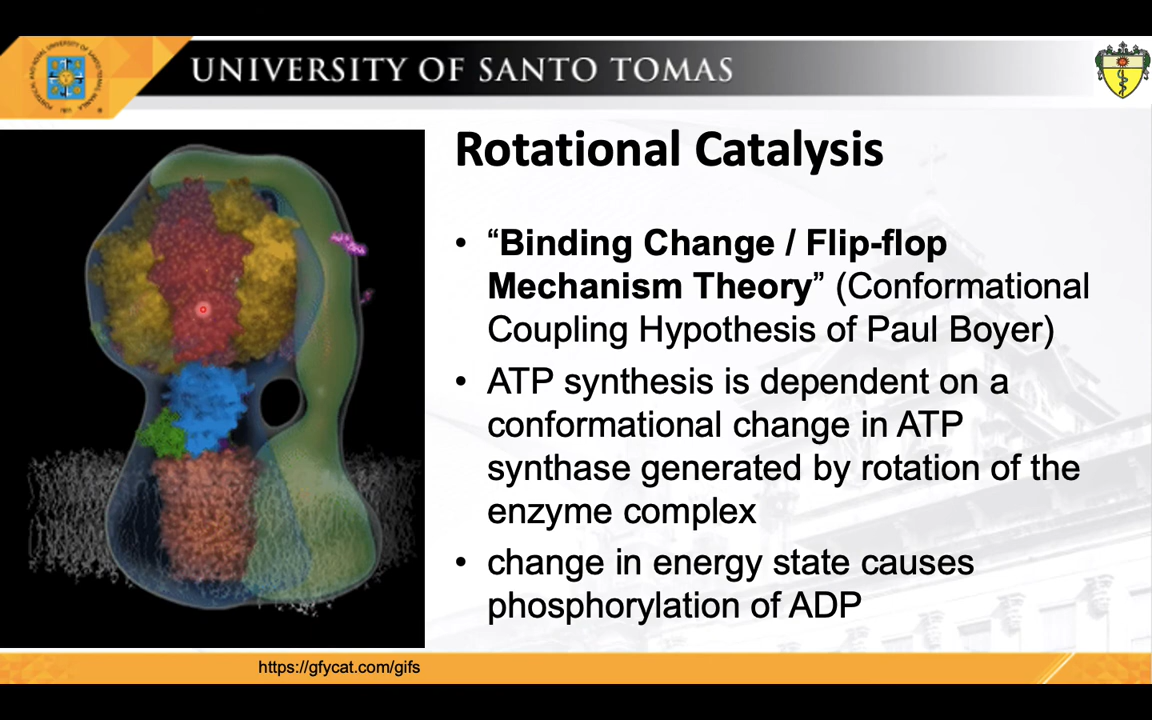 UNIVERSITY OF SANTO TOMAS
Rotational Catalysis
• “Binding Change / Flip-flop
Mechanism Theory” (Conformational
Coupling Hypothesis of Paul Boyer)
• ATP synthesis is dependent on a
conformational change in ATP
synthase generated by rotation of the
enzyme complex
• change in energy state causes
phosphorylation of ADP
https://gfycat.com/gifs